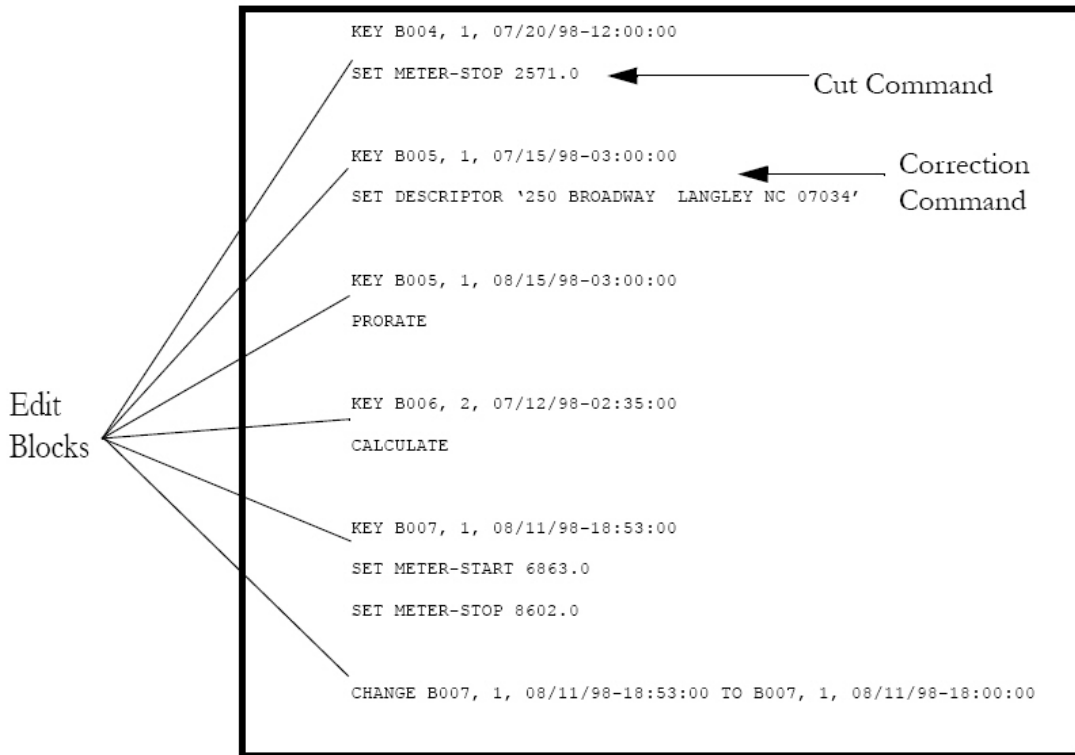 KEY B004, 1, 07/20/98-12:00:00
SET METER-STOP 2571.0
Cut Command
KEY B005, 1, 07/15/98-03:00:00
SET DESCRIPTOR ‘250 BROADWAY  LANGLEY NC 07034’
Correction
Command
KEY B005, 1, 08/15/98-03:00:00
PRORATE
Edit
Blocks
KEY B006, 2, 07/12/98-02:35:00
CALCULATE
KEY B007, 1, 08/11/98-18:53:00
SET METER-START 6863.0
SET METER-STOP 8602.0
CHANGE B007, 1, 08/11/98-18:53:00 TO B007, 1, 08/11/98-18:00:00